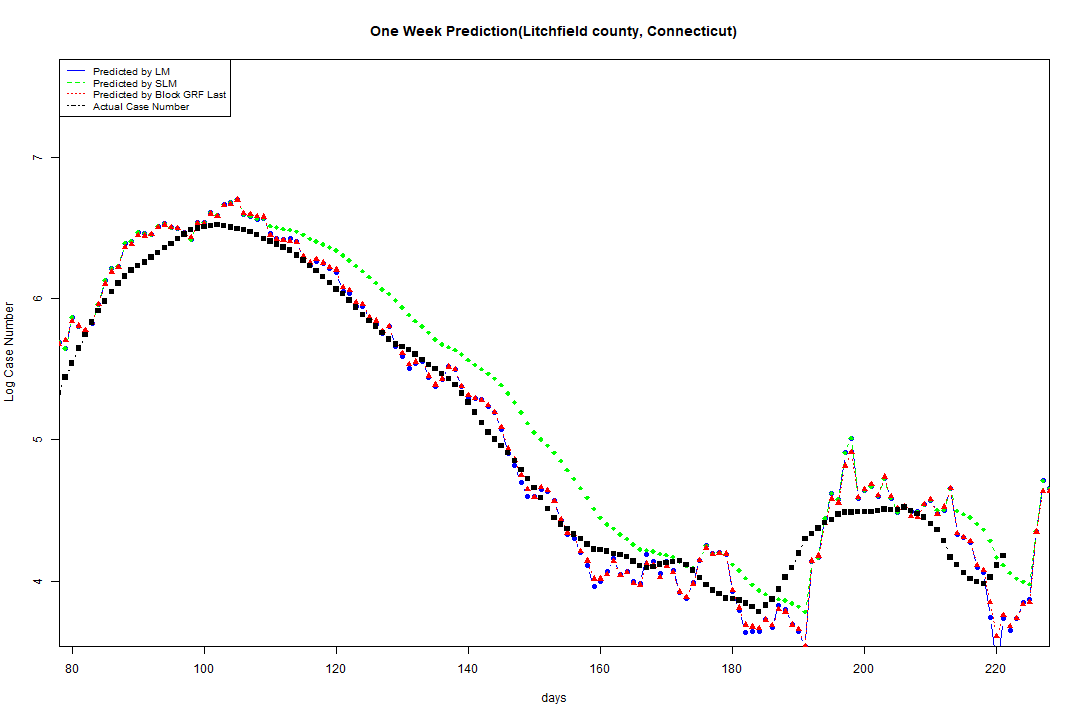 One Week Prediction(Litchfield county, Connecticut)
Predicted by LM
Predicted by SLM
Predicted by Block GRF Last
Actual Case Number
Log Case Number
7
6
5
4
80 100 120 140 160 180 200 220
days